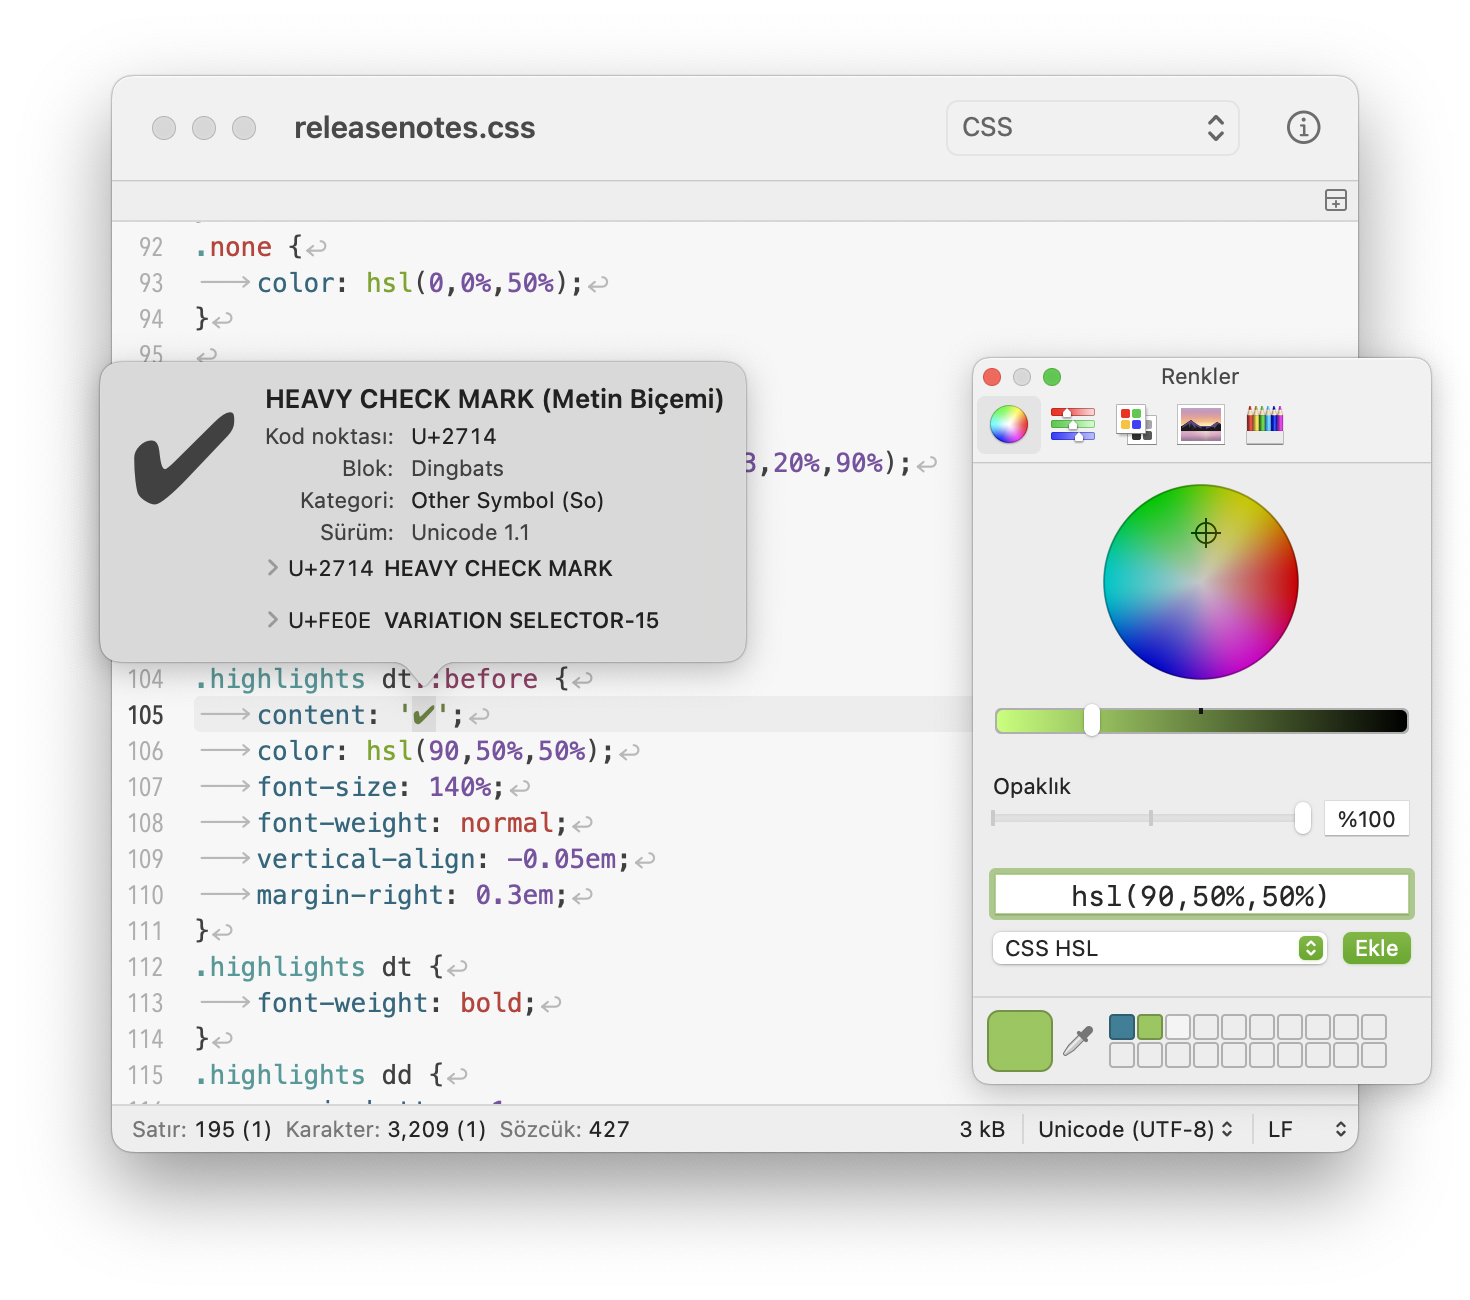 releasenotes.css
CSS
92 .none {↩
93 color: hsl(0,0%,50%);↩
94 }↩
95 ↩
HEAVY CHECK MARK (Metin Biçemi)
Kod noktası: U+2714
Blok: Dingbats
Kategori: Other Symbol (So)
Sürüm: Unicode 1.1
U+2714 HEAVY CHECK MARK
U+FE0E VARIATION SELECTOR-15
,20%,90%);↩
104 .highlights dt::before {↩
105 content: '✔︎';↩
106 color: hsl(90,50%,50%);↩
107 font-size: 140%;↩
108 font-weight: normal;↩
109 vertical-align: -0.05em;↩
110 margin-right: 0.3em;↩
111 }↩
112 .highlights dt {↩
113 font-weight: bold;↩
114 }↩
115 .highlights dd {↩
Satır: 195 (1) Karakter: 3,209 (1) Sözcük: 427
3 kB Unicode (UTF-8) LF
Renkler
Opaklık
%100
hsl(90,50%,50%)
CSS HSL
Ekle